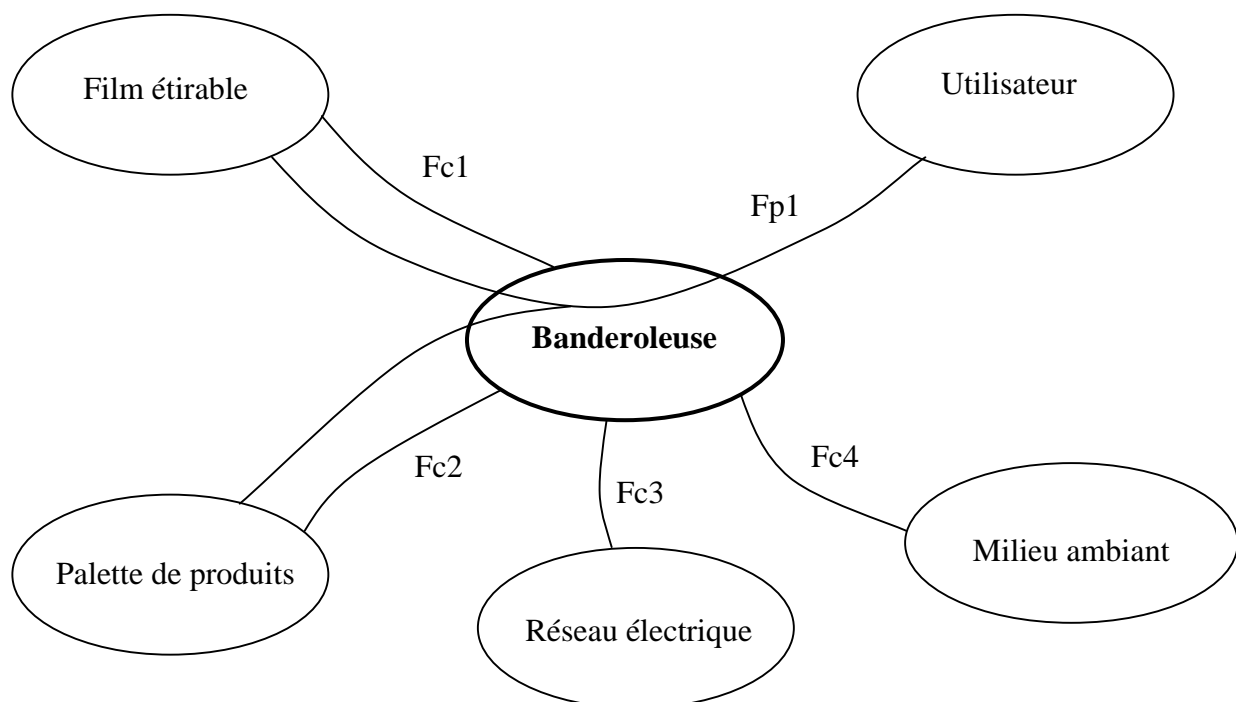 Film étirable
Utilisateur
Fc1
Fp1
Banderoleuse
Fc2
Fc3
Fc4
Palette de produits
Milieu ambiant
Réseau électrique